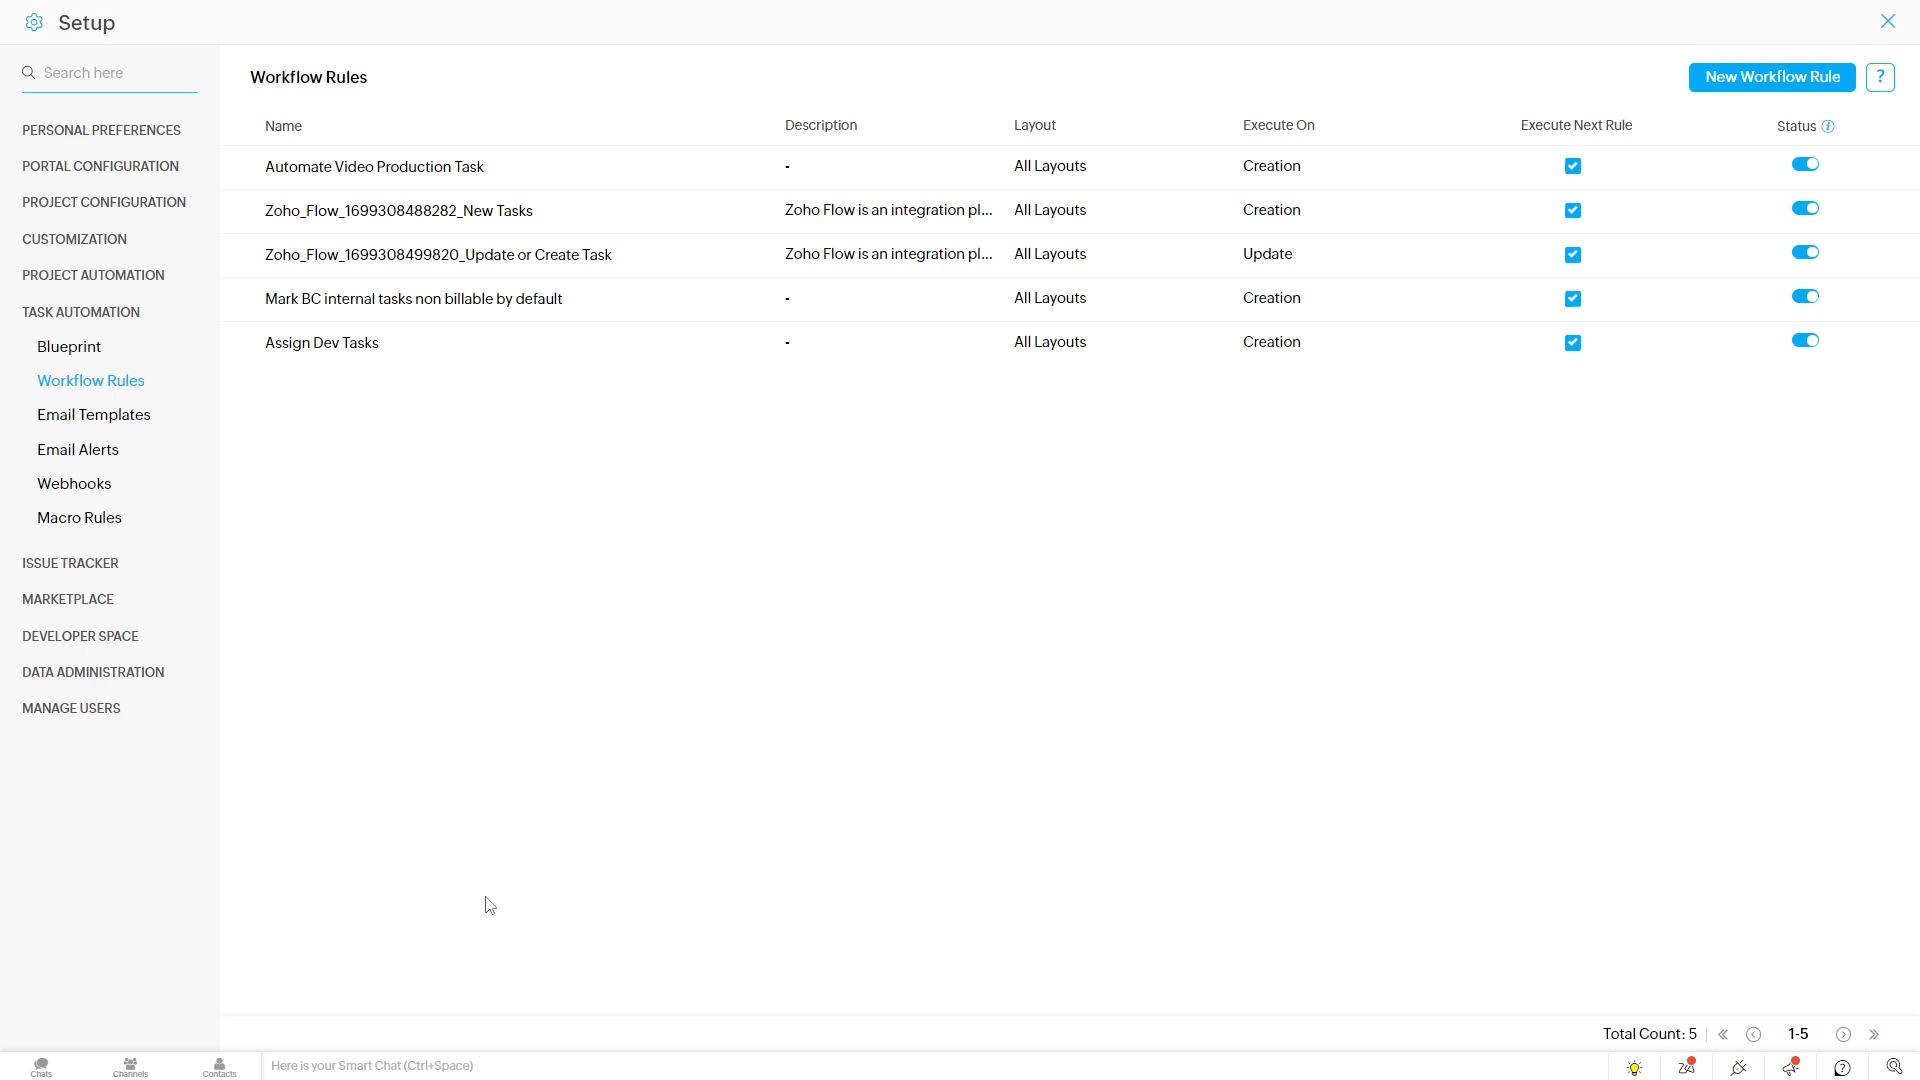 Setup
Search here
PERSONAL PREFERENCES
PORTAL CONFIGURATION
PROJECT CONFIGURATION
CUSTOMIZATION
PROJECT AUTOMATION
TASK AUTOMATION
Blueprint
Workflow Rules
Email Templates
Email Alerts
Webhooks
Macro Rules
ISSUE TRACKER
MARKETPLACE
DEVELOPER SPACE
DATA ADMINISTRATION
MANAGE USERS
Workflow Rules
New Workflow Rule ?
Name Description Layout Execute On Execute Next Rule Status
Automate Video Production Task - All Layouts Creation
Zoho_Flow_1699308488282_New Tasks Zoho Flow is an integration pl... All Layouts Creation
Zoho_Flow_1699308499820_Update or Create Task Zoho Flow is an integration pl... All Layouts Update
Mark BC internal tasks non billable by default - All Layouts Creation
Assign Dev Tasks - All Layouts Creation
Total Count: 5 1-5
Chats Channels Contacts Here is your Smart Chat (Ctrl+Space)